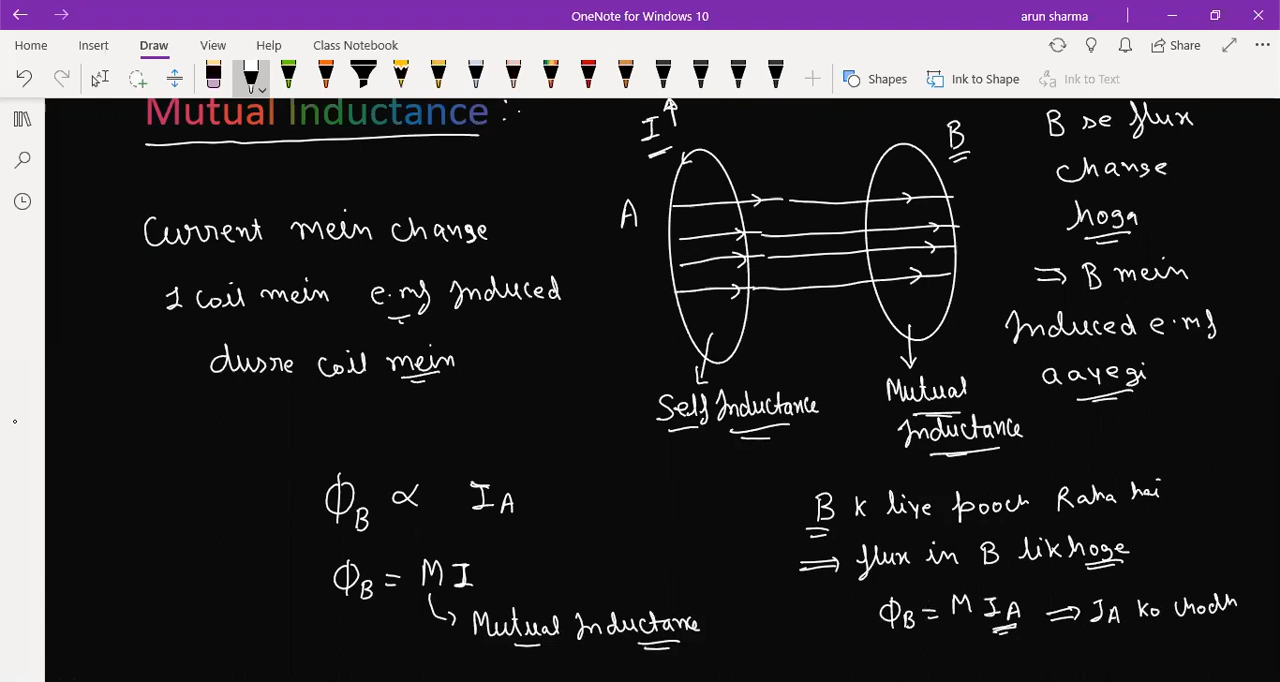 OneNote for Windows 10
arun sharma
Home Insert Draw View Help Class Notebook
Share
Shapes Ink to Shape Ink to Text
Mutual Inductance :
Current mein change
1 coil mein e.mf Induced
dusre coil mein
I
A
B
Self Inductance
Mutual
Inductance
B se flux
change
hoga
⇒ B mein
Induced e.mf
aayegi
ΦB ∝ IA
ΦB = MI
Mutual Inductance
B k liye pooch Raha hai
⇒ flux in B likhoge
ΦB = M IA ⇒ IA ko